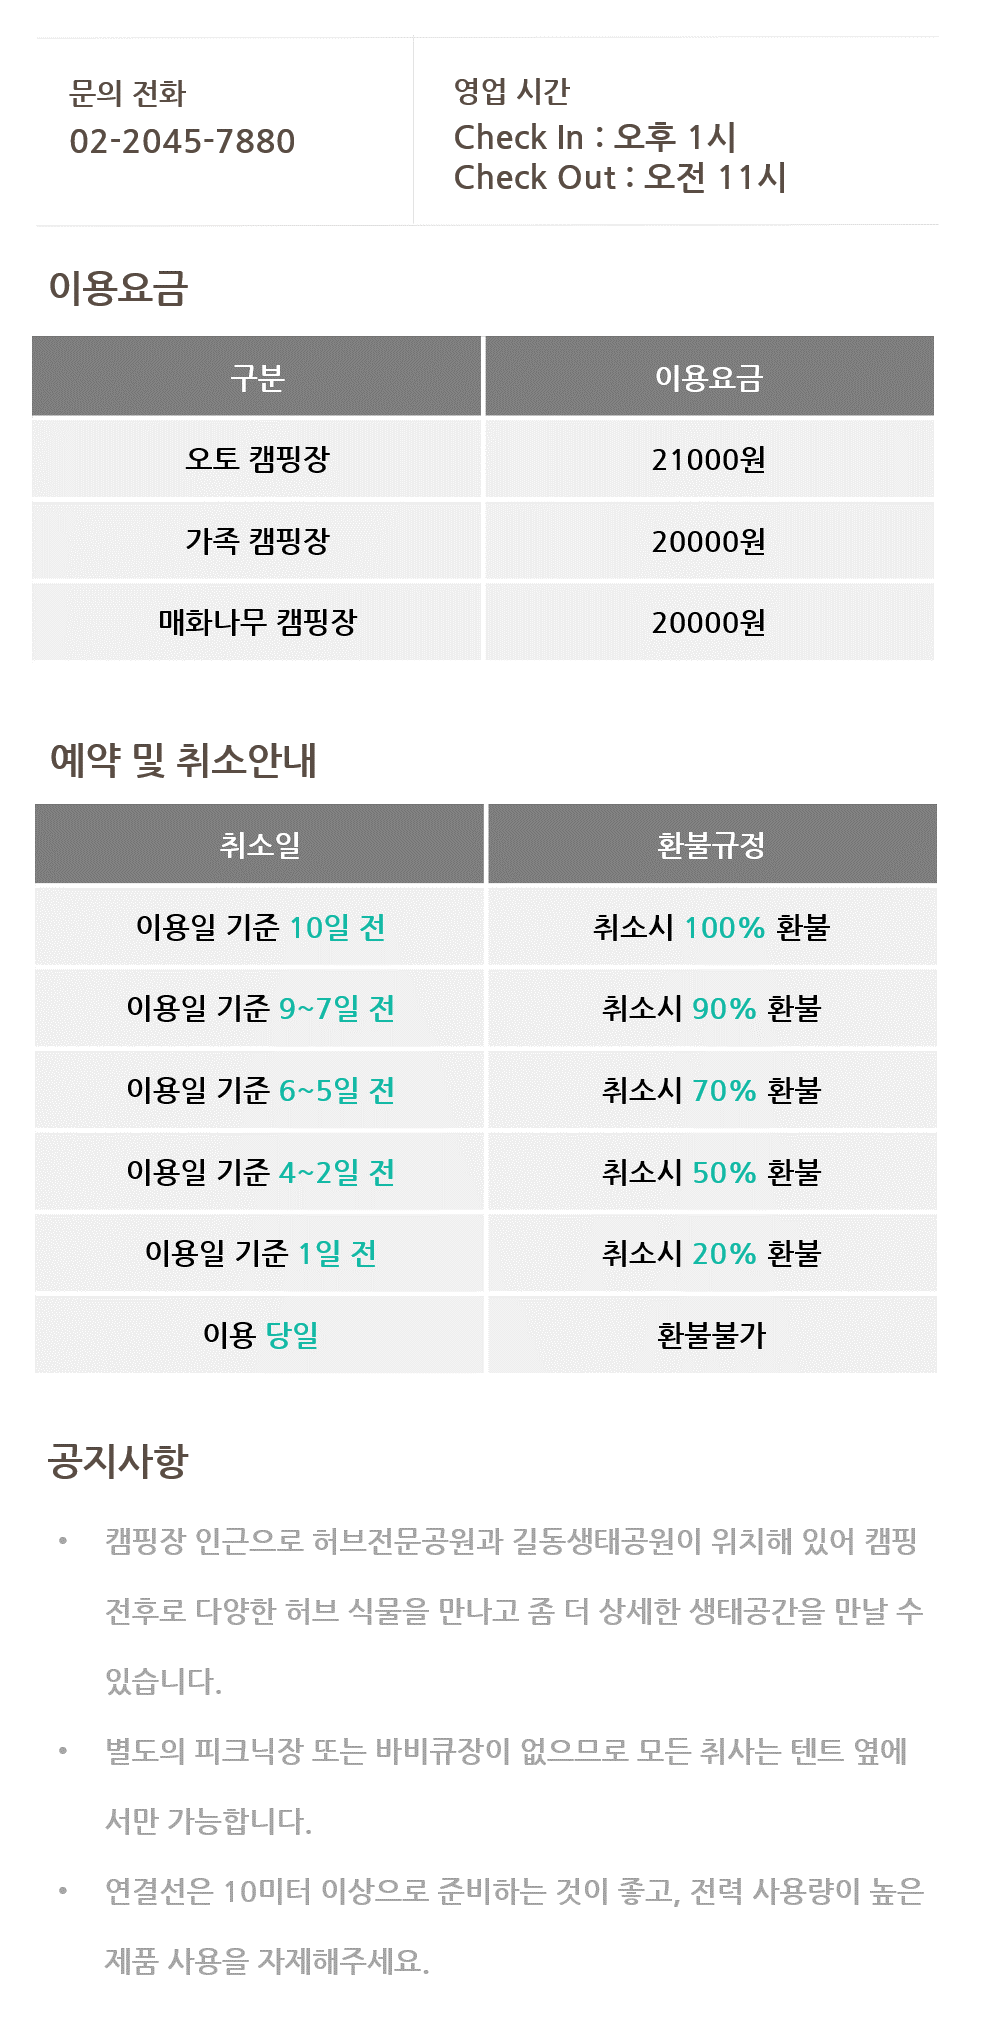 문의 전화
02-2045-7880
영업 시간
Check In : 오후 1시
Check Out : 오전 11시
이용요금
구분 이용요금
오토 캠핑장 21000원
가족 캠핑장 20000원
매화나무 캠핑장 20000원
예약 및 취소안내
취소일 환불규정
이용일 기준 10일 전 취소시 100% 환불
이용일 기준 9~7일 전 취소시 90% 환불
이용일 기준 6~5일 전 취소시 70% 환불
이용일 기준 4~2일 전 취소시 50% 환불
이용일 기준 1일 전 취소시 20% 환불
이용 당일 환불불가
공지사항
• 캠핑장 인근으로 허브전문공원과 길동생태공원이 위치해 있어 캠핑
전후로 다양한 허브 식물을 만나고 좀 더 상세한 생태공간을 만날 수
있습니다.
• 별도의 피크닉장 또는 바비큐장이 없으므로 모든 취사는 텐트 옆에
서만 가능합니다.
• 연결선은 10미터 이상으로 준비하는 것이 좋고, 전력 사용량이 높은
제품 사용을 자제해주세요.